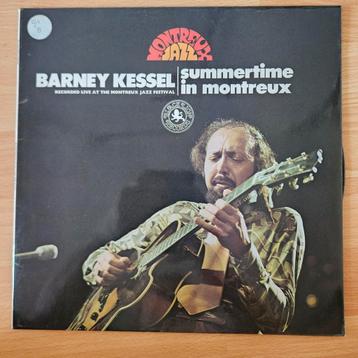 MONTREUX
JAZZ
BARNEY KESSEL
RECORDED LIVE AT THE MONTREUX JAZZ FESTIVAL
summertime
in montreux